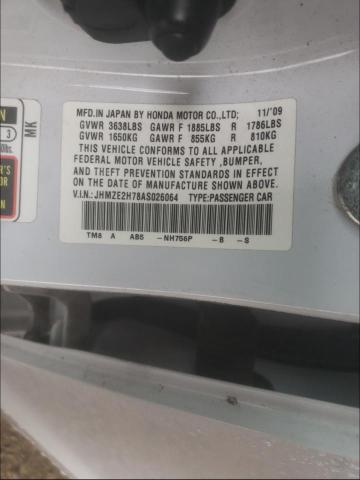 MFD.IN JAPAN BY HONDA MOTOR CO.,LTD; 11/'09
GVWR 3638LBS GAWR F 1885LBS R 1786LBS
GVWR 1650KG GAWR F 855KG R 810KG
THIS VEHICLE CONFORMS TO ALL APPLICABLE
FEDERAL MOTOR VEHICLE SAFETY ,BUMPER,
AND THEFT PREVENTION STANDARDS IN EFFECT
ON THE DATE OF MANUFACTURE SHOWN ABOVE.
V.I.N.: JHMZE2H78AS026064 TYPE:PASSENGER CAR
TM8 A AB5 -NH756P -B -S
MK
3